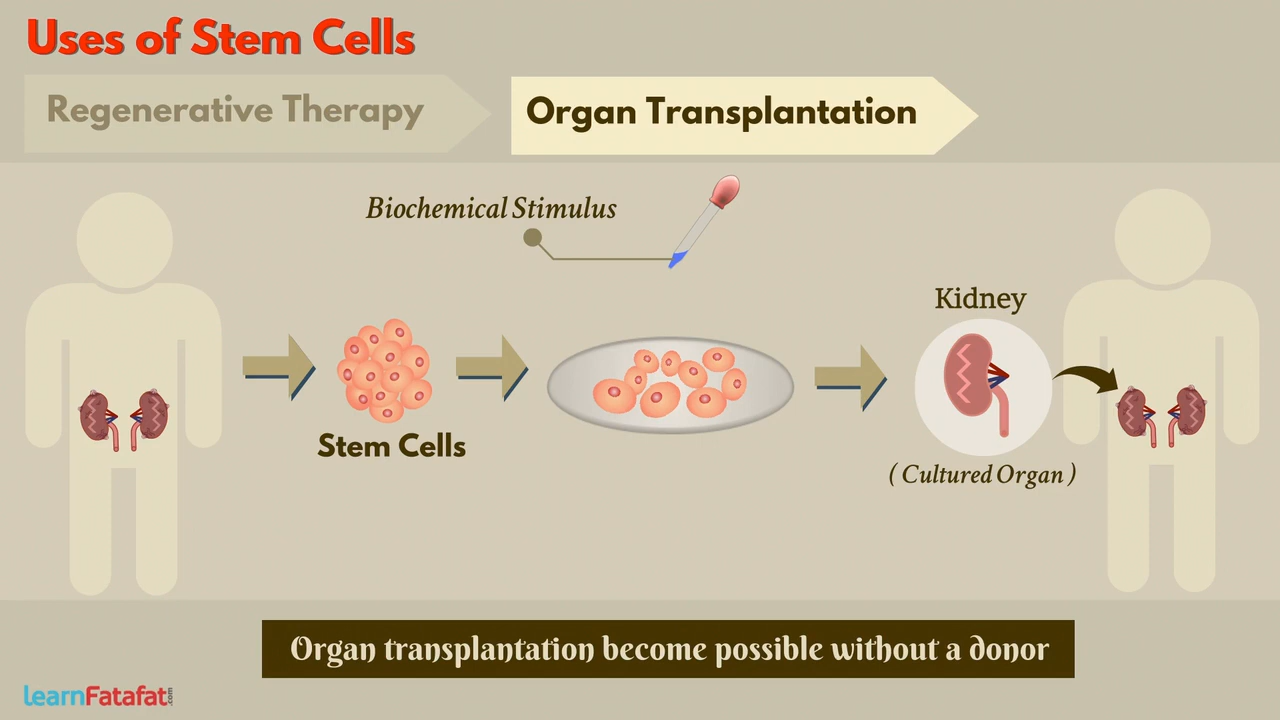 Uses of Stem Cells
Regenerative Therapy
Organ Transplantation
Biochemical Stimulus
Kidney
Stem Cells
( Cultured Organ )
Organ transplantation become possible without a donor
learnFatafat.com